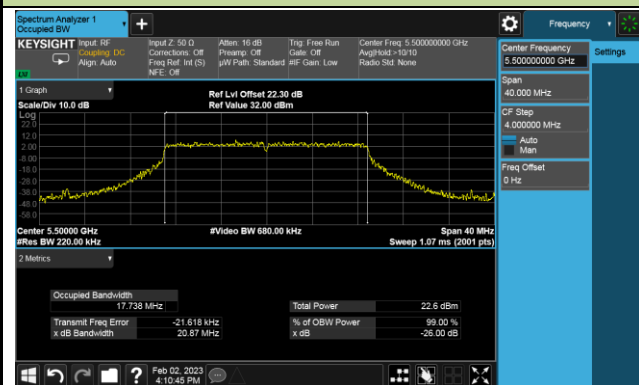 Spectrum Analyzer 1
Occupied BW
Frequency
KEYSIGHT
Input: RF
Coupling: DC
Align: Auto
Input Z: 50 Ω
Corrections: Off
Freq Ref: Int (S)
NFE: Off
Atten: 16 dB
Preamp: Off
µW Path: Standard
Trig: Free Run
Gate: Off
#IF Gain: Low
Center Freq: 5.500000000 GHz
Avg|Hold:>10/10
Radio Std: None
Center Frequency
5.500000000 GHz
Settings
Span
40.000 MHz
CF Step
4.000000 MHz
Auto
Man
Freq Offset
0 Hz
1 Graph
Scale/Div 10.0 dB
Ref Lvl Offset 22.30 dB
Ref Value 32.00 dBm
Log
22.0
12.0
2.00
-8.00
-18.0
-28.0
-38.0
-48.0
-58.0
Center 5.50000 GHz
#Video BW 680.00 kHz
Span 40 MHz
#Res BW 220.00 kHz
Sweep 1.07 ms (2001 pts)
2 Metrics
Occupied Bandwidth
17.738 MHz
Total Power
22.6 dBm
Transmit Freq Error
-21.618 kHz
% of OBW Power
99.00 %
x dB Bandwidth
20.87 MHz
x dB
-26.00 dB
?
Feb 02, 2023
4:10:45 PM